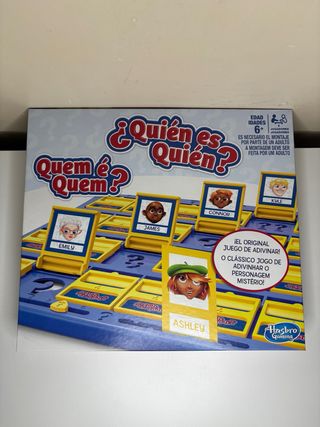 ¿Quién es
Quién?
Quem é
Quem?
EDAD
IDADES
6+
ES NECESARIO EL MONTAJE
POR PARTE DE UN ADULTO
A MONTAGEM DEVE SER
FEITA POR UM ADULTO
EMILY
JAMES
CONNOR
¡EL ORIGINAL
JUEGO DE ADIVINAR!
O CLÁSSICO JOGO DE
ADIVINHAR O
PERSONAGEM
MISTÉRIO!
ASHLEY
Hasbro
Gaming